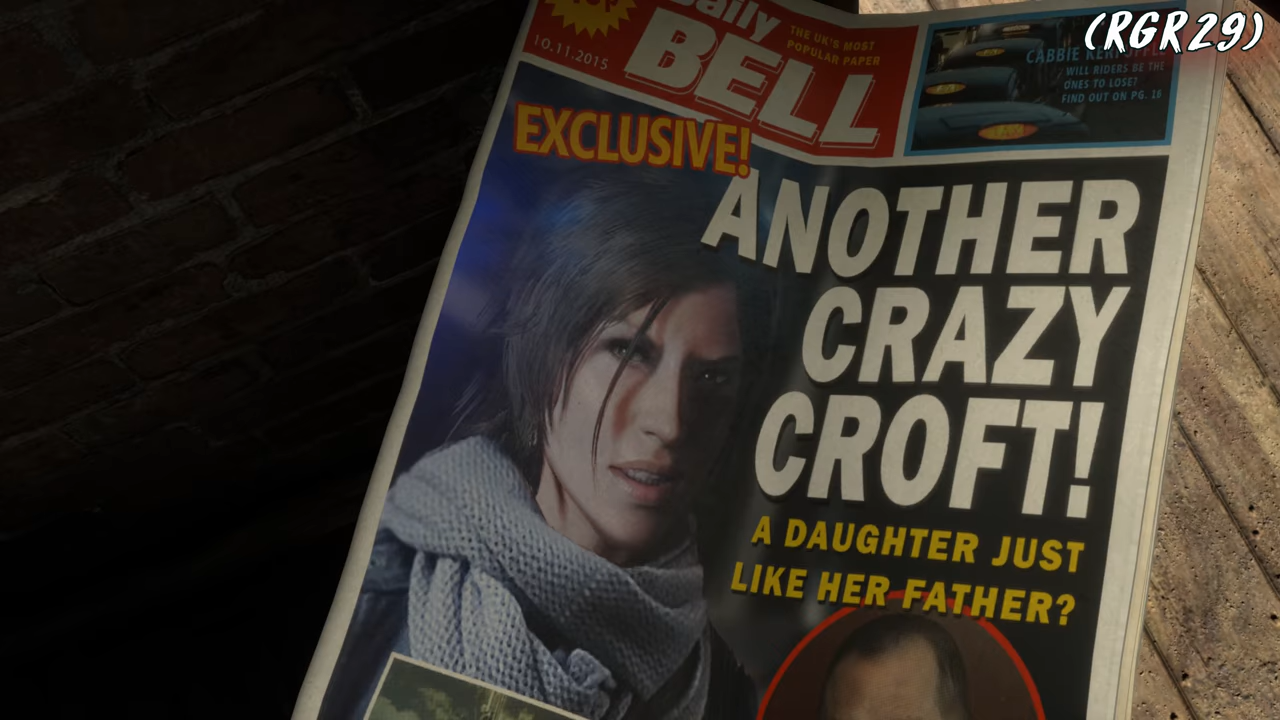 (RGR29)
Daily
BELL
10.11.2015
THE UK'S MOST
POPULAR PAPER
WILL RIDERS BE THE
ONES TO LOSE?
FIND OUT ON PG. 16
CABBIE
TAXI
EXCLUSIVE!
ANOTHER
CRAZY
CROFT!
A DAUGHTER JUST
LIKE HER FATHER?